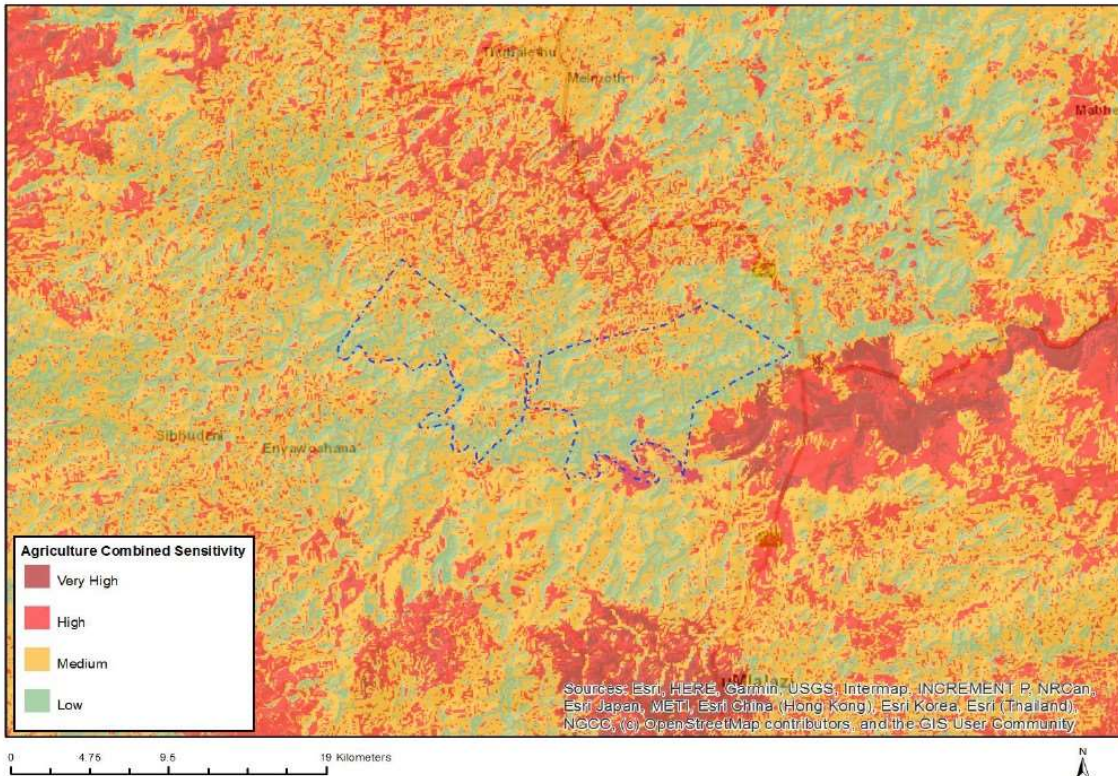 Thubalethu
Melmoth
Sibhudeni
Enyawoshana
Agriculture Combined Sensitivity
Very High
High
Medium
Low
Sources: Esri, HERE, Garmin, USGS, Intermap, INCREMENT P, NRCan,
Esri Japan, METI, Esri China (Hong Kong), Esri Korea, Esri (Thailand),
NGCC, (c) OpenStreetMap contributors, and the GIS User Community
0 4.75 9.5 19 Kilometers
N